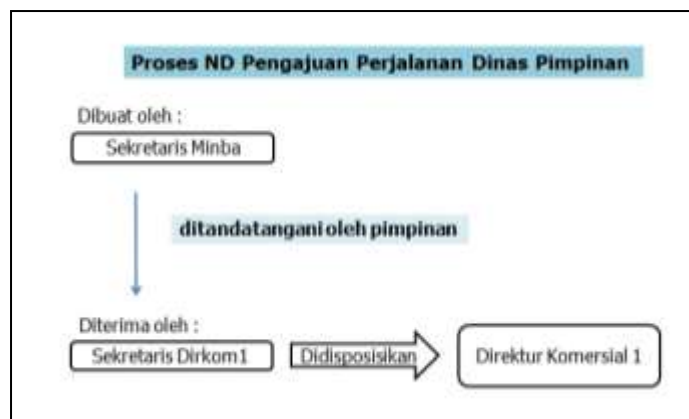 Proses ND Pengajuan Perjalanan Dinas Pimpinan
Dibuat oleh :
Sekretaris Minba
ditandatangani oleh pimpinan
Diterima oleh :
Sekretaris Dirkom1
Didisposisikan
Direktur Komersial 1